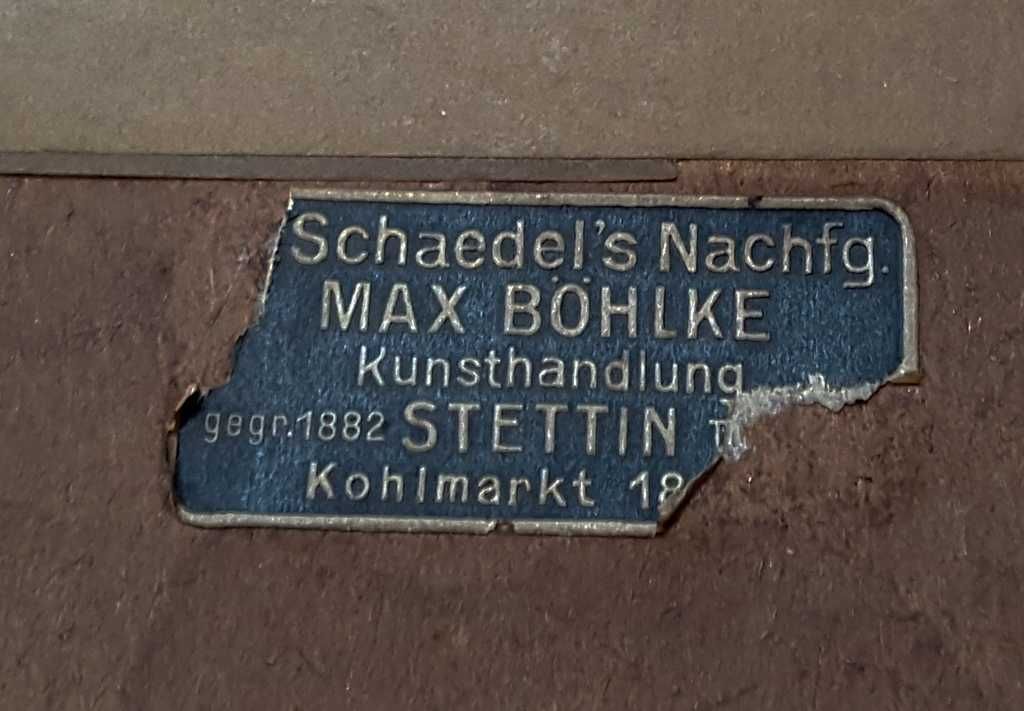 Schaedel's Nachfg.
MAX BÖHLKE
Kunsthandlung
gegr. 1882 STETTIN
Kohlmarkt 18